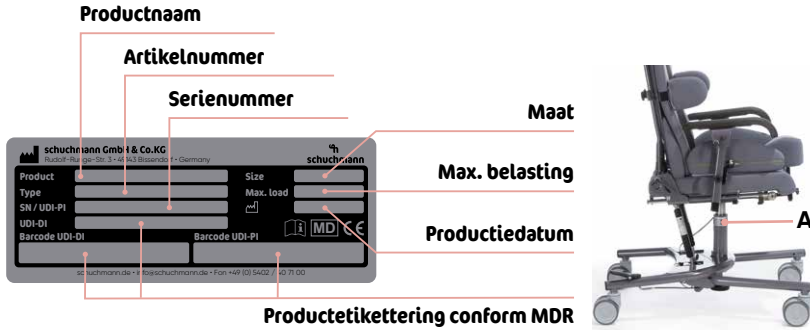 Productnaam
Artikelnummer
Serienummer
Maat
Max. belasting
Productiedatum
A
schuchmann GmbH & Co.KG
Rudolf-Runge-Str. 3 • 49143 Bissendorf • Germany
schuchmann
Product
Size
Type
Max. load
SN / UDI-PI
UDI-DI
MD CE
Barcode UDI-DI
Barcode UDI-PI
schuchmann.de • info@schuchmann.de • Fon +49 (0) 5402 / 40 71 00
Productetikettering conform MDR